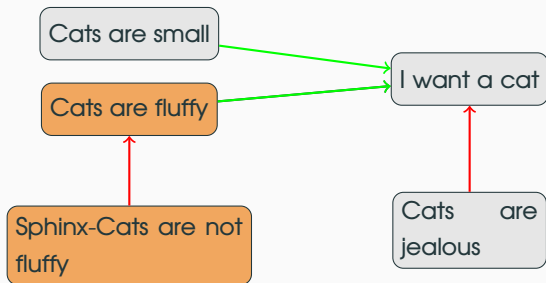 Cats are small
I want a cat
Cats are fluffy
Sphinx-Cats are not
fluffy
Cats are
jealous